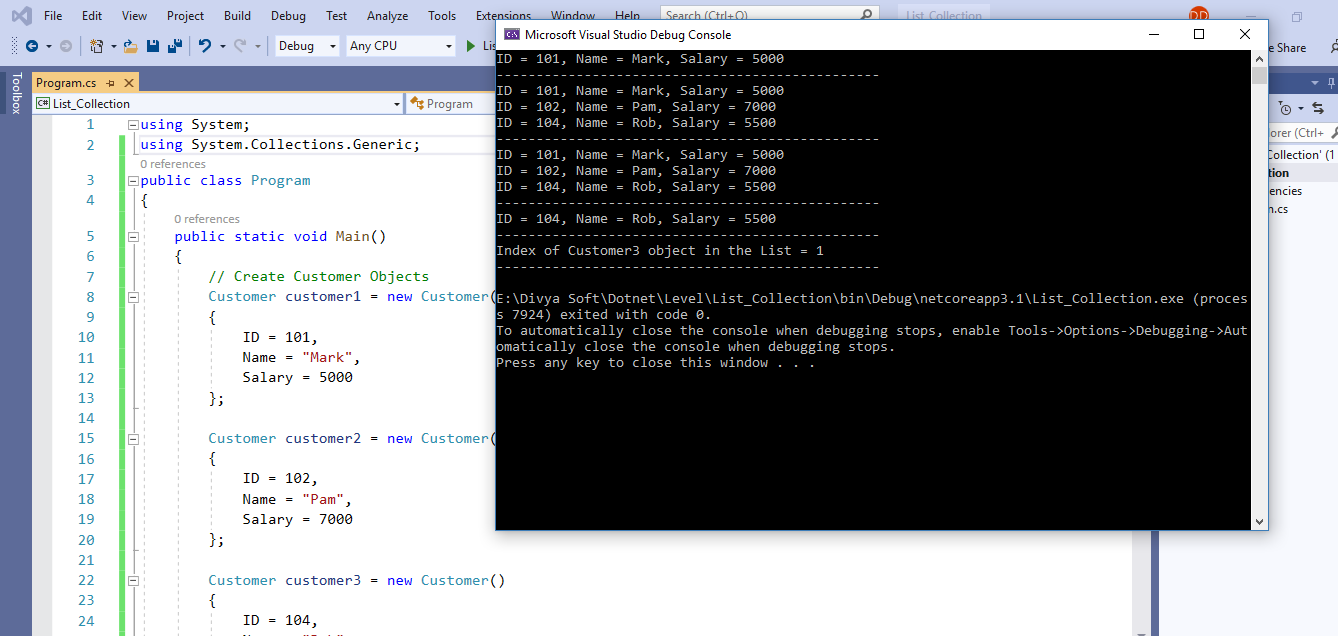 File Edit View Project Build Debug Test Analyze Tools Extensions Window Help Search (Ctrl+Q) List_Collection DD
Debug Any CPU Share
Toolbox
Program.cs
C# List_Collection Program
1 using System;
2 using System.Collections.Generic;
0 references
3 public class Program
4 {
0 references
5 public static void Main()
6 {
7 // Create Customer Objects
8 Customer customer1 = new Customer(
9 {
10 ID = 101,
11 Name = "Mark",
12 Salary = 5000
13 };
14
15 Customer customer2 = new Customer(
16 {
17 ID = 102,
18 Name = "Pam",
19 Salary = 7000
20 };
21
22 Customer customer3 = new Customer()
23 {
24 ID = 104,
Microsoft Visual Studio Debug Console
ID = 101, Name = Mark, Salary = 5000
------------------------------------------------
ID = 101, Name = Mark, Salary = 5000
ID = 102, Name = Pam, Salary = 7000
ID = 104, Name = Rob, Salary = 5500
------------------------------------------------
ID = 101, Name = Mark, Salary = 5000
ID = 102, Name = Pam, Salary = 7000
ID = 104, Name = Rob, Salary = 5500
------------------------------------------------
ID = 104, Name = Rob, Salary = 5500
------------------------------------------------
Index of Customer3 object in the List = 1
------------------------------------------------
E:\Divya Soft\Dotnet\Level\List_Collection\bin\Debug\netcoreapp3.1\List_Collection.exe (proces
s 7924) exited with code 0.
To automatically close the console when debugging stops, enable Tools->Options->Debugging->Aut
omatically close the console when debugging stops.
Press any key to close this window . . .
orer (Ctrl+
Collection' (1
tion
encies
n.cs